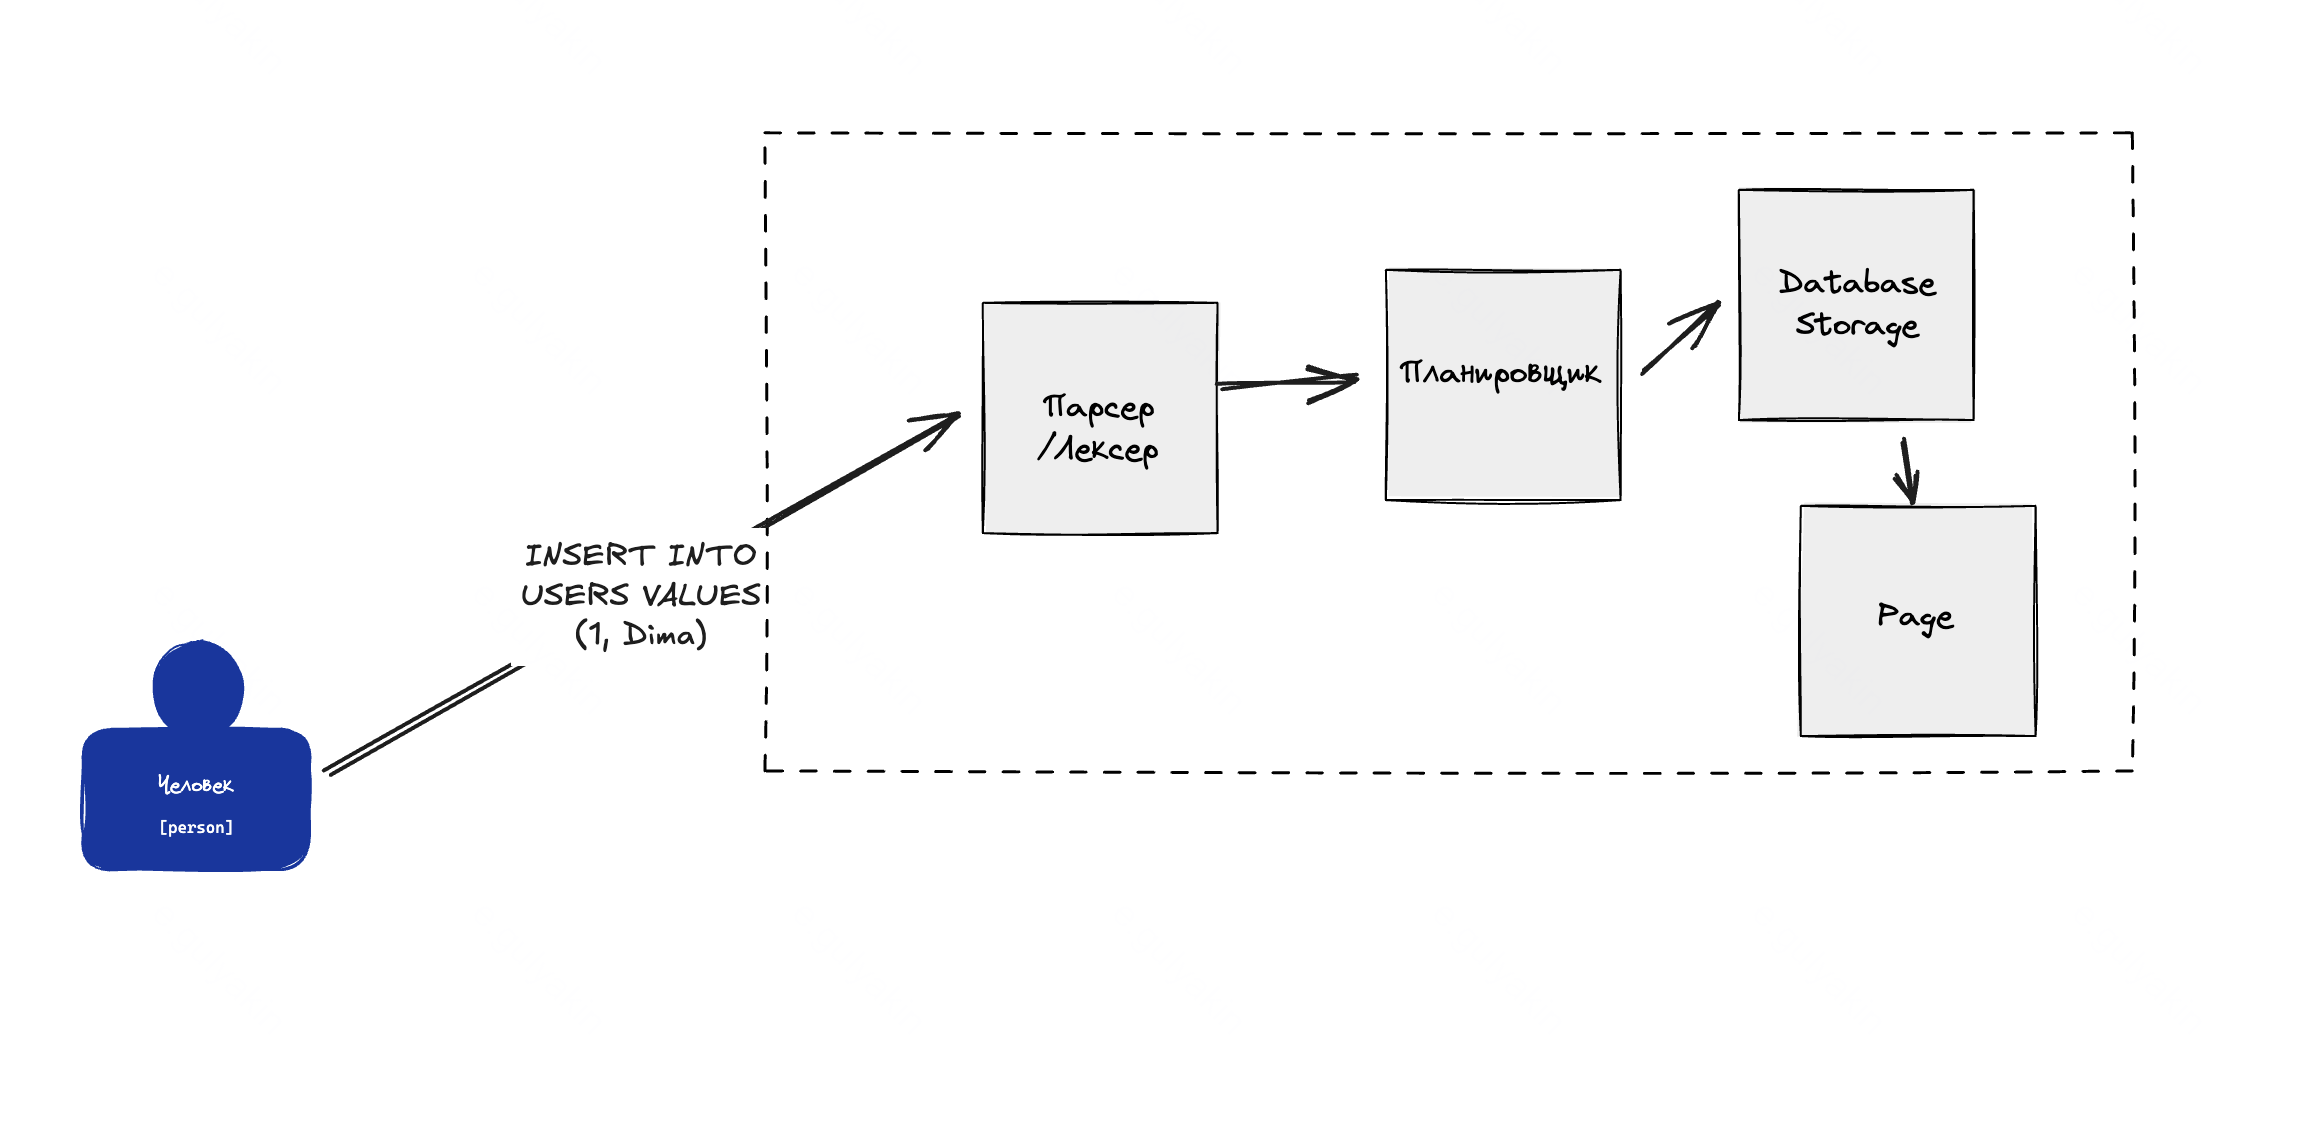 Человек
[person]
INSERT INTO
USERS VALUES
(1, Dima)
Парсер
/Лексер
Планировщик
Database
Storage
Page